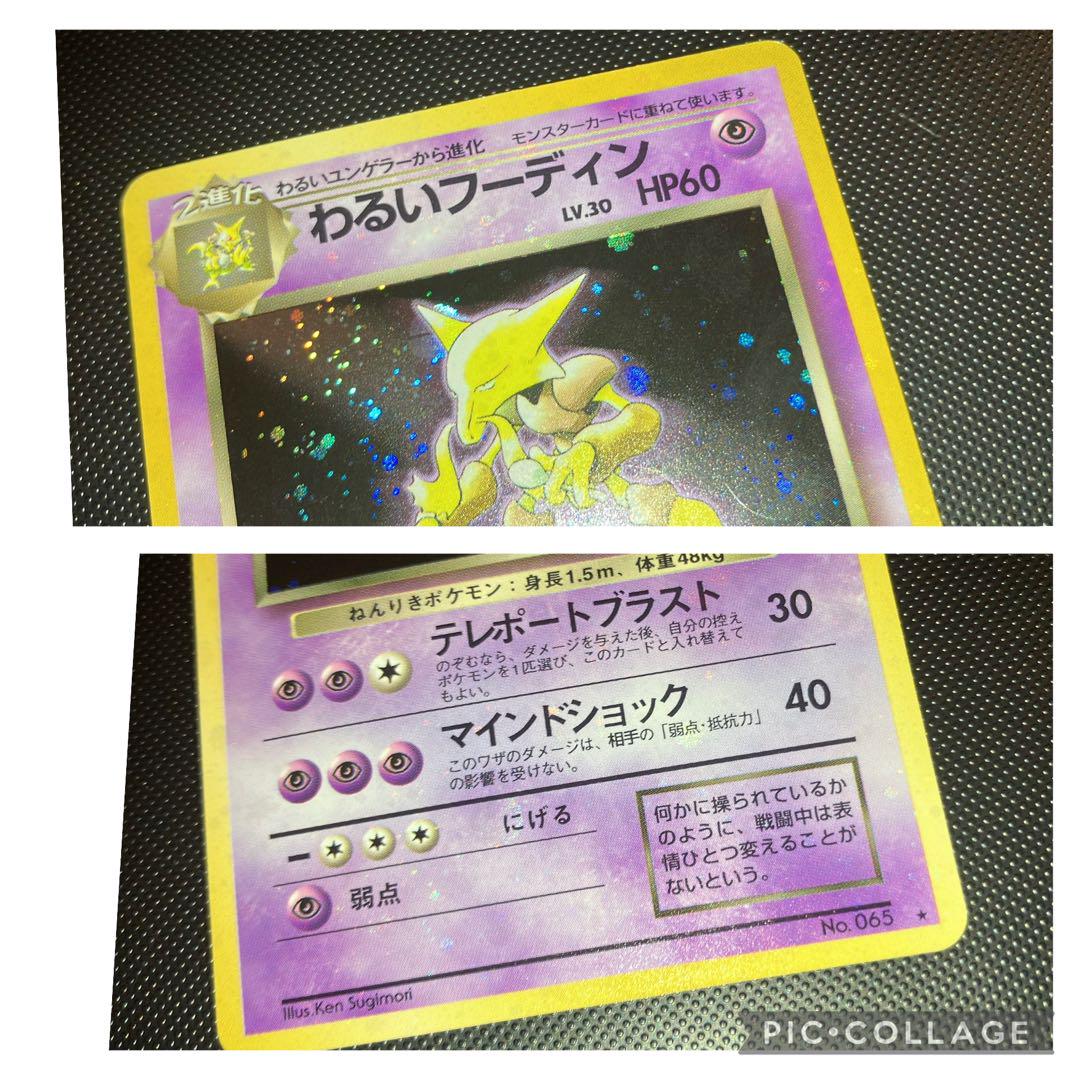 モンスターカードに重ねて使います。
2進化 わるいユンゲラーから進化
わるいフーディン
LV.30 HP60
ねんりきポケモン：身長1.5m、体重48kg
テレポートブラスト 30
のぞむなら、ダメージを与えた後、自分の控え
ポケモンを1匹選び、このカードと入れ替えて
もよい。
マインドショック 40
このワザのダメージは、相手の「弱点・抵抗力」
の影響を受けない。
にげる
弱点
何かに操られているか
のように、戦闘中は表
情ひとつ変えることが
ないという。
No.065 ★
Illus.Ken Sugimori
PIC•COLLAGE